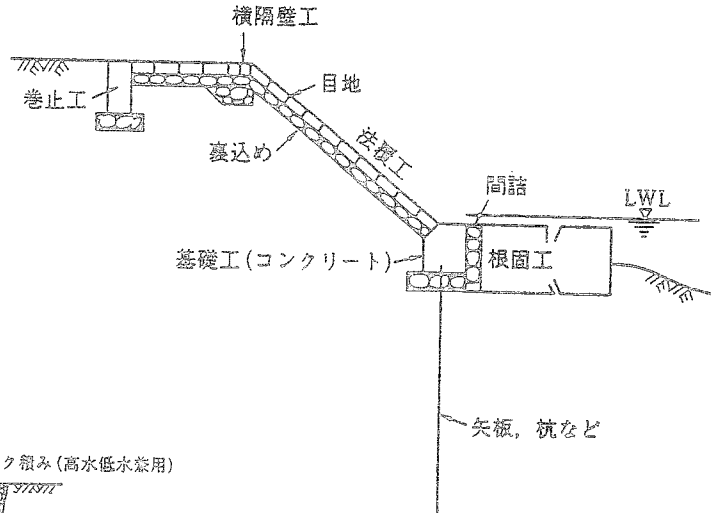 横隔壁工
目地
巻止工
裏込め
法覆工
間詰
LWL
基礎工(コンクリート)
根固工
矢板, 杭など
ク積み(高水低水兼用)